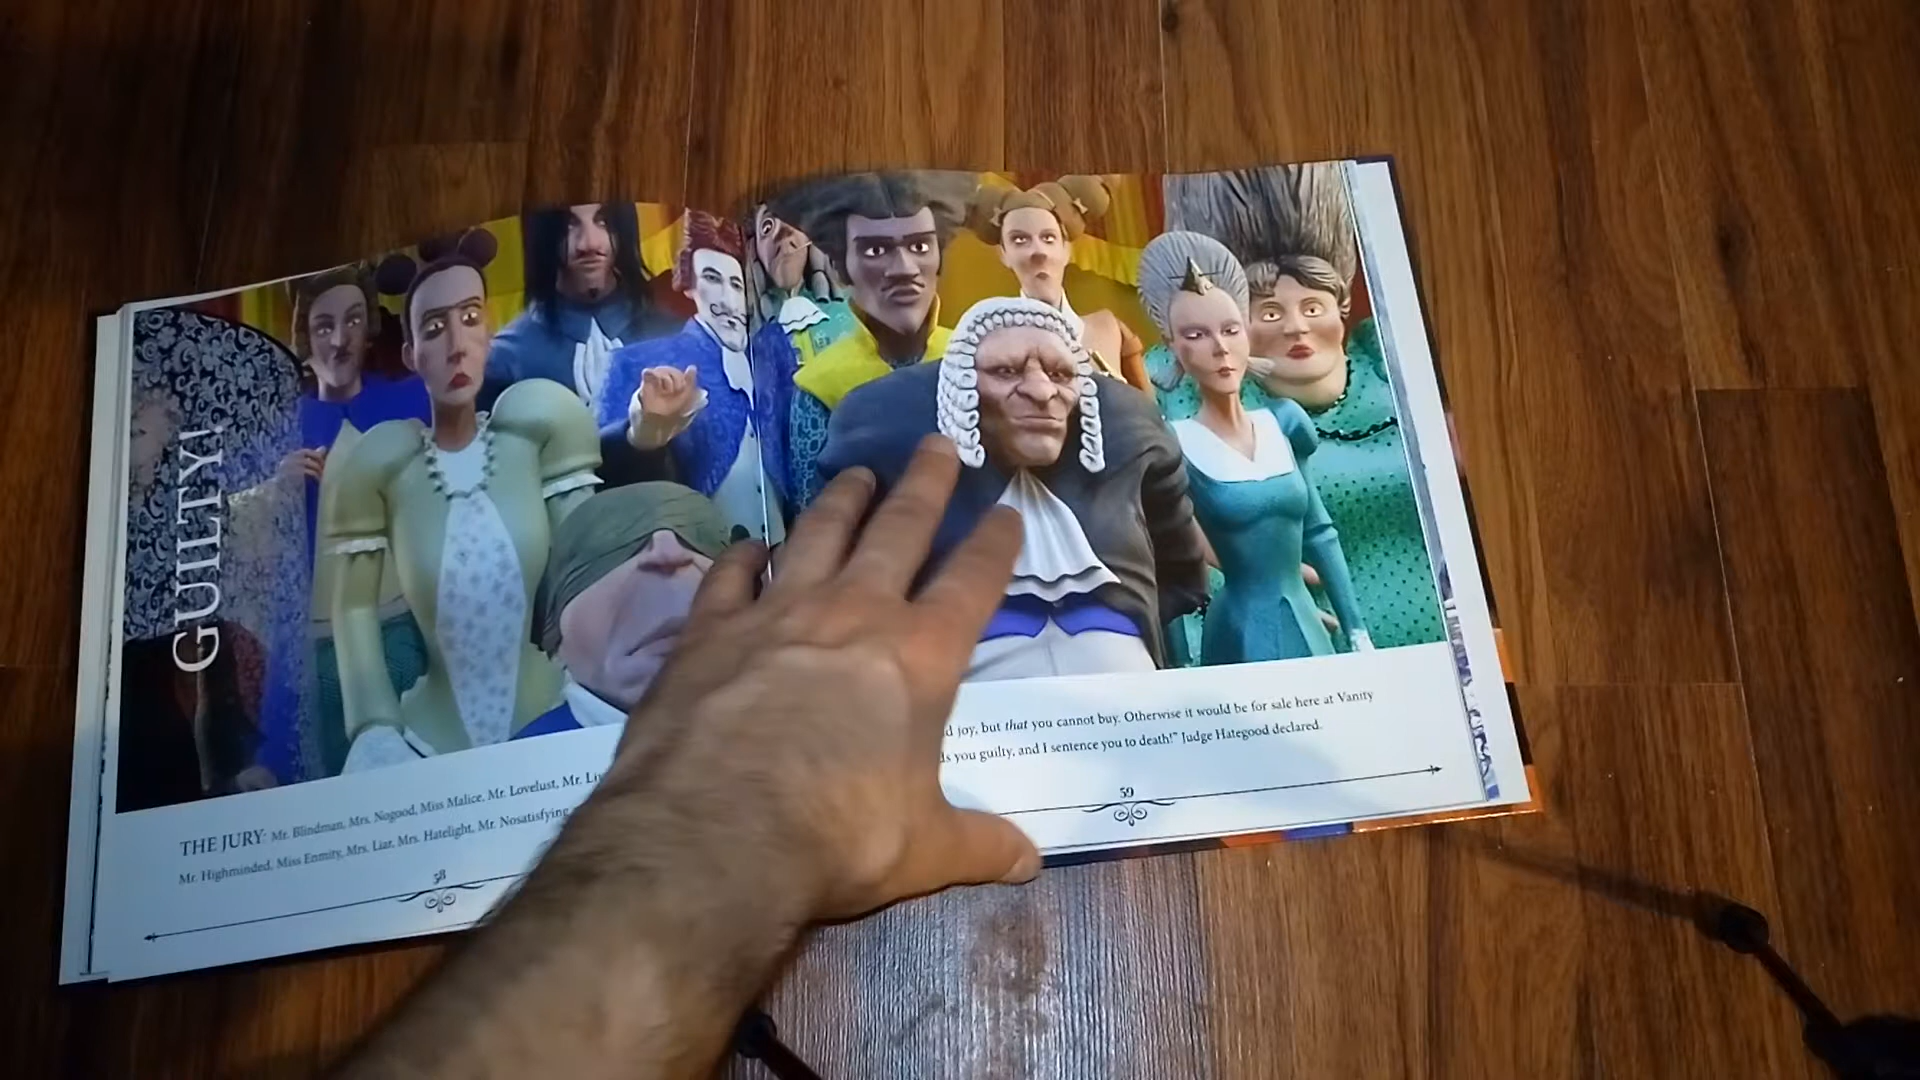 GUILTY!
THE JURY: Mr. Blindman, Mrs. Nogood, Miss Malice, Mr. Lovelust, Mr.
Mr. Highminded, Miss Enmity, Mrs. Liar, Mrs. Hatelight, Mr. Nosatisfying
58
joy, but that you cannot buy. Otherwise it would be for sale here at Vanity
you guilty, and I sentence you to death!" Judge Hategood declared.
59